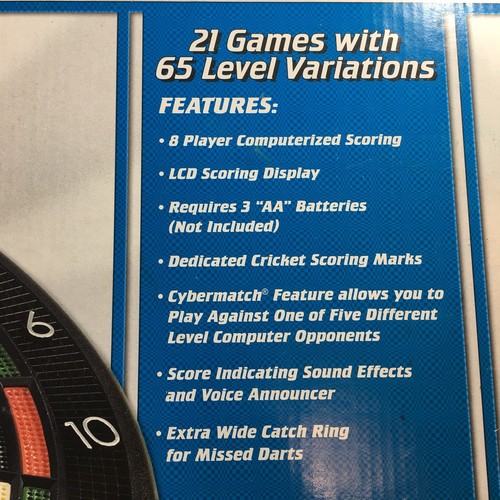 21 Games with
65 Level Variations
FEATURES:
• 8 Player Computerized Scoring
• LCD Scoring Display
• Requires 3 "AA" Batteries
(Not Included)
• Dedicated Cricket Scoring Marks
• Cybermatch® Feature allows you to
Play Against One of Five Different
Level Computer Opponents
• Score Indicating Sound Effects
and Voice Announcer
• Extra Wide Catch Ring
for Missed Darts
6
10